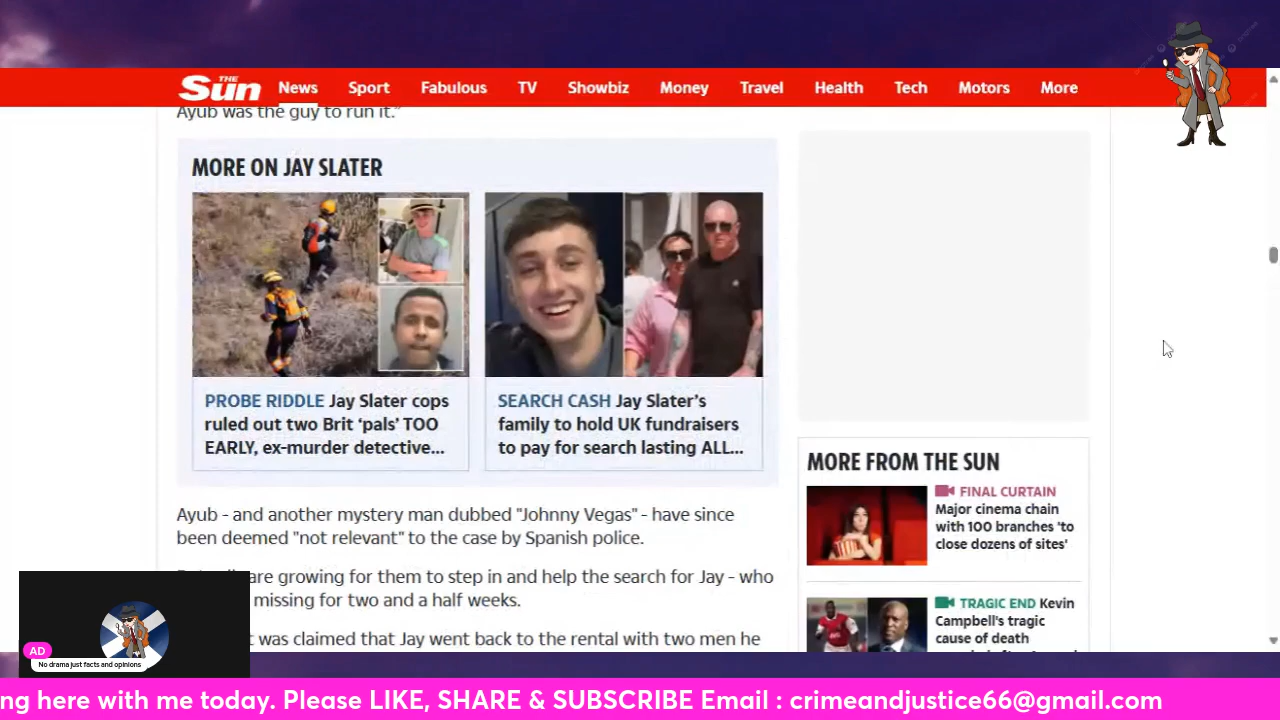 THE Sun News Sport Fabulous TV Showbiz Money Travel Health Tech Motors More
Ayub was the guy to run it."
MORE ON JAY SLATER
PROBE RIDDLE Jay Slater cops
ruled out two Brit 'pals' TOO
EARLY, ex-murder detective...
SEARCH CASH Jay Slater's
family to hold UK fundraisers
to pay for search lasting ALL...
MORE FROM THE SUN
FINAL CURTAIN
Major cinema chain
with 100 branches 'to
close dozens of sites'
TRAGIC END Kevin
Campbell's tragic
cause of death
Ayub - and another mystery man dubbed "Johnny Vegas" - have since
been deemed "not relevant" to the case by Spanish police.
are growing for them to step in and help the search for Jay - who
missing for two and a half weeks.
was claimed that Jay went back to the rental with two men he
AD
No drama just facts and opinions
ng here with me today. Please LIKE, SHARE & SUBSCRIBE Email : crimeandjustice66@gmail.com